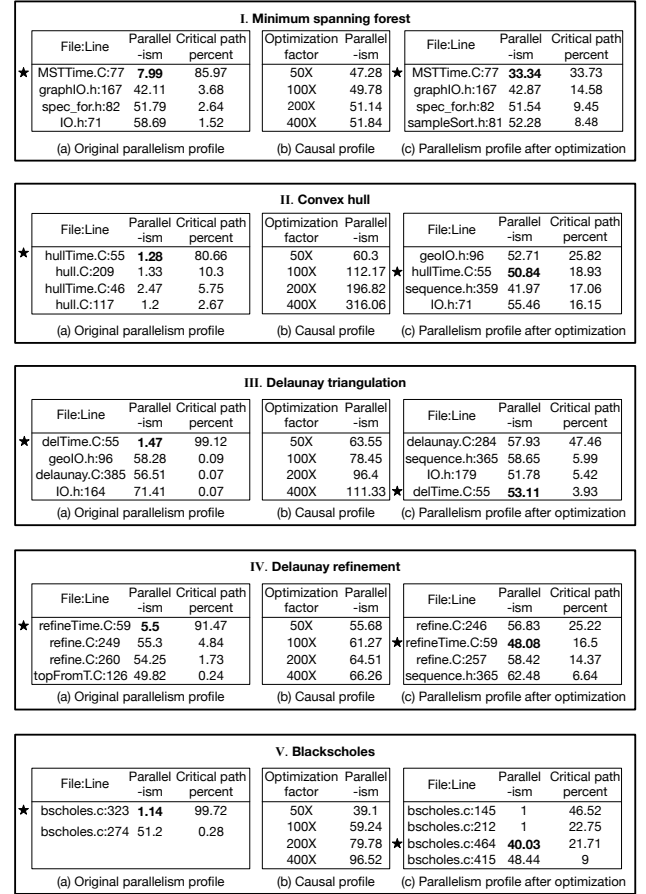 I. Minimum spanning forest
File:Line Parallel-ism Critical path percent
★ MSTTime.C:77 7.99 85.97
graphIO.h:167 42.11 3.68
spec_for.h:82 51.79 2.64
IO.h:71 58.69 1.52
(a) Original parallelism profile
Optimization factor Parallel-ism
50X 47.28
100X 49.78
200X 51.14
400X 51.84
(b) Causal profile
File:Line Parallel-ism Critical path percent
★ MSTTime.C:77 33.34 33.73
graphIO.h:167 42.87 14.58
spec_for.h:82 51.54 9.45
sampleSort.h:81 52.28 8.48
(c) Parallelism profile after optimization
II. Convex hull
File:Line Parallel-ism Critical path percent
★ hullTime.C:55 1.28 80.66
hull.C:209 1.33 10.3
hullTime.C:46 2.47 5.75
hull.C:117 1.2 2.67
(a) Original parallelism profile
Optimization factor Parallel-ism
50X 60.3
100X 112.17
200X 196.82
400X 316.06
(b) Causal profile
File:Line Parallel-ism Critical path percent
geoIO.h:96 52.71 25.82
★ hullTime.C:55 50.84 18.93
sequence.h:359 41.97 17.06
IO.h:71 55.46 16.15
(c) Parallelism profile after optimization
III. Delaunay triangulation
File:Line Parallel-ism Critical path percent
★ delTime.C:55 1.47 99.12
geoIO.h:96 58.28 0.09
delaunay.C:385 56.51 0.07
IO.h:164 71.41 0.07
(a) Original parallelism profile
Optimization factor Parallel-ism
50X 63.55
100X 78.45
200X 96.4
400X 111.33
(b) Causal profile
File:Line Parallel-ism Critical path percent
delaunay.C:284 57.93 47.46
sequence.h:365 58.65 5.99
IO.h:179 51.78 5.42
★ delTime.C:55 53.11 3.93
(c) Parallelism profile after optimization
IV. Delaunay refinement
File:Line Parallel-ism Critical path percent
★ refineTime.C:59 5.5 91.47
refine.C:249 55.3 4.84
refine.C:260 54.25 1.73
topFromT.C:126 49.82 0.24
(a) Original parallelism profile
Optimization factor Parallel-ism
50X 55.68
100X 61.27
200X 64.51
400X 66.26
(b) Causal profile
File:Line Parallel-ism Critical path percent
refine.C:246 56.83 25.22
★ refineTime.C:59 48.08 16.5
refine.C:257 58.42 14.37
sequence.h:365 62.48 6.64
(c) Parallelism profile after optimization
V. Blackscholes
File:Line Parallel-ism Critical path percent
★ bscholes.c:323 1.14 99.72
bscholes.c:274 51.2 0.28
(a) Original parallelism profile
Optimization factor Parallel-ism
50X 39.1
100X 59.24
200X 79.78
400X 96.52
(b) Causal profile
File:Line Parallel-ism Critical path percent
bscholes.c:145 1 46.52
bscholes.c:212 1 22.75
★ bscholes.c:464 40.03 21.71
bscholes.c:415 48.44 9
(c) Parallelism profile after optimization